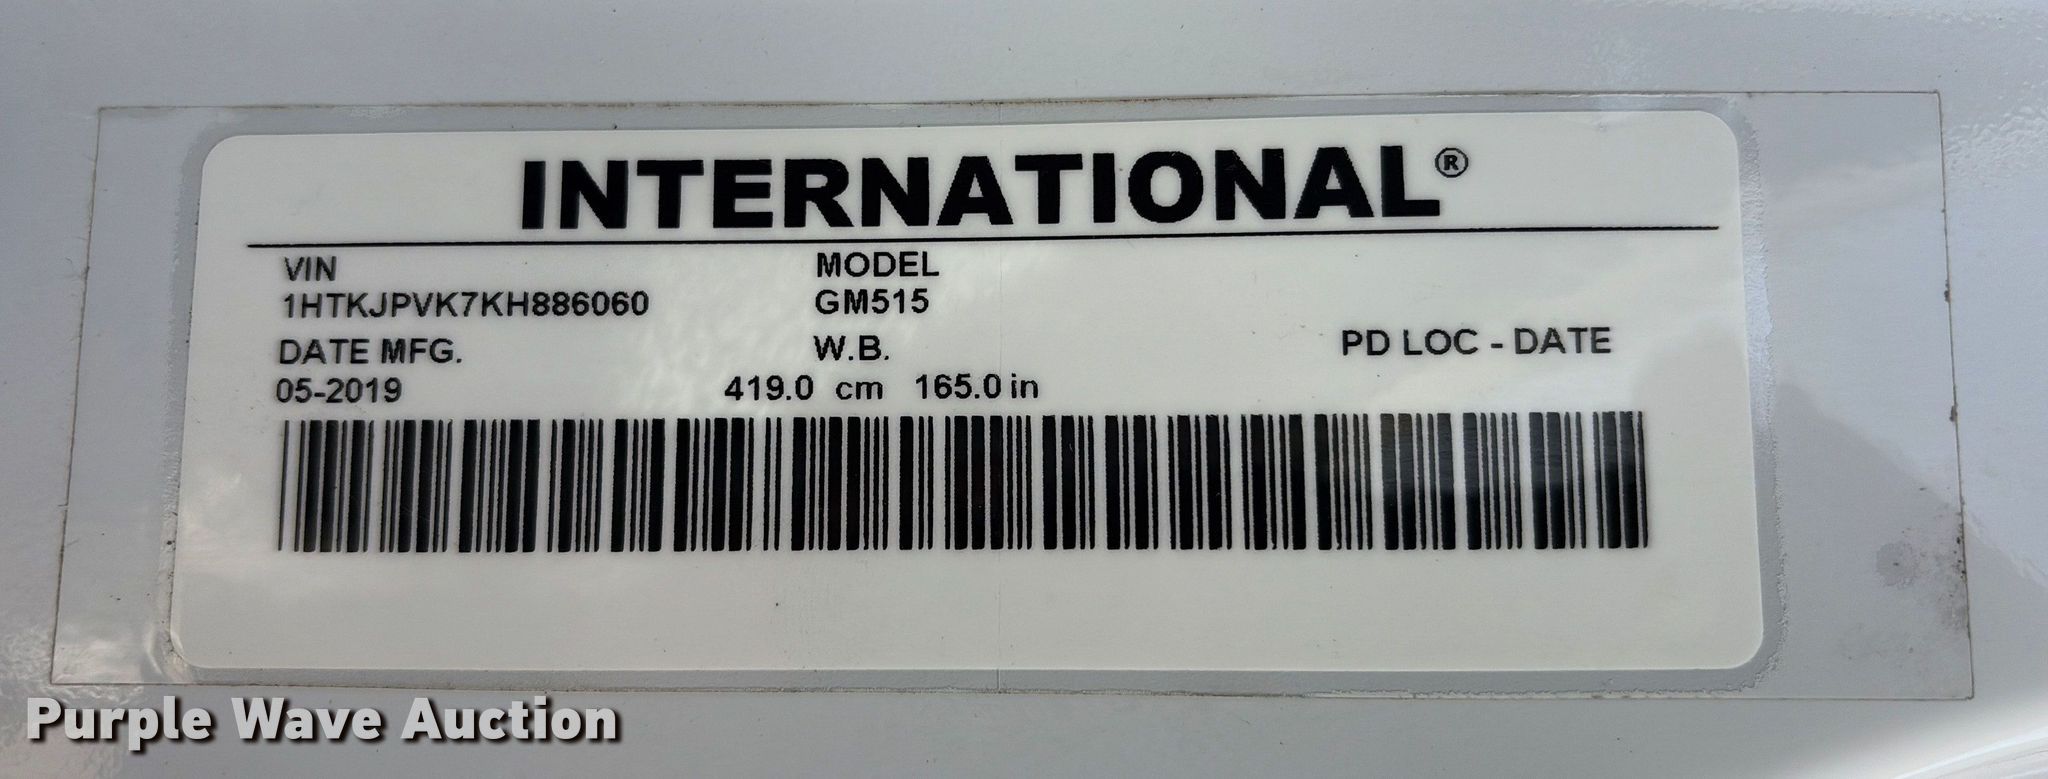 INTERNATIONAL®
VIN MODEL
1HTKJPVK7KH886060 GM515
DATE MFG. W.B. PD LOC - DATE
05-2019 419.0 cm 165.0 in
Purple Wave Auction